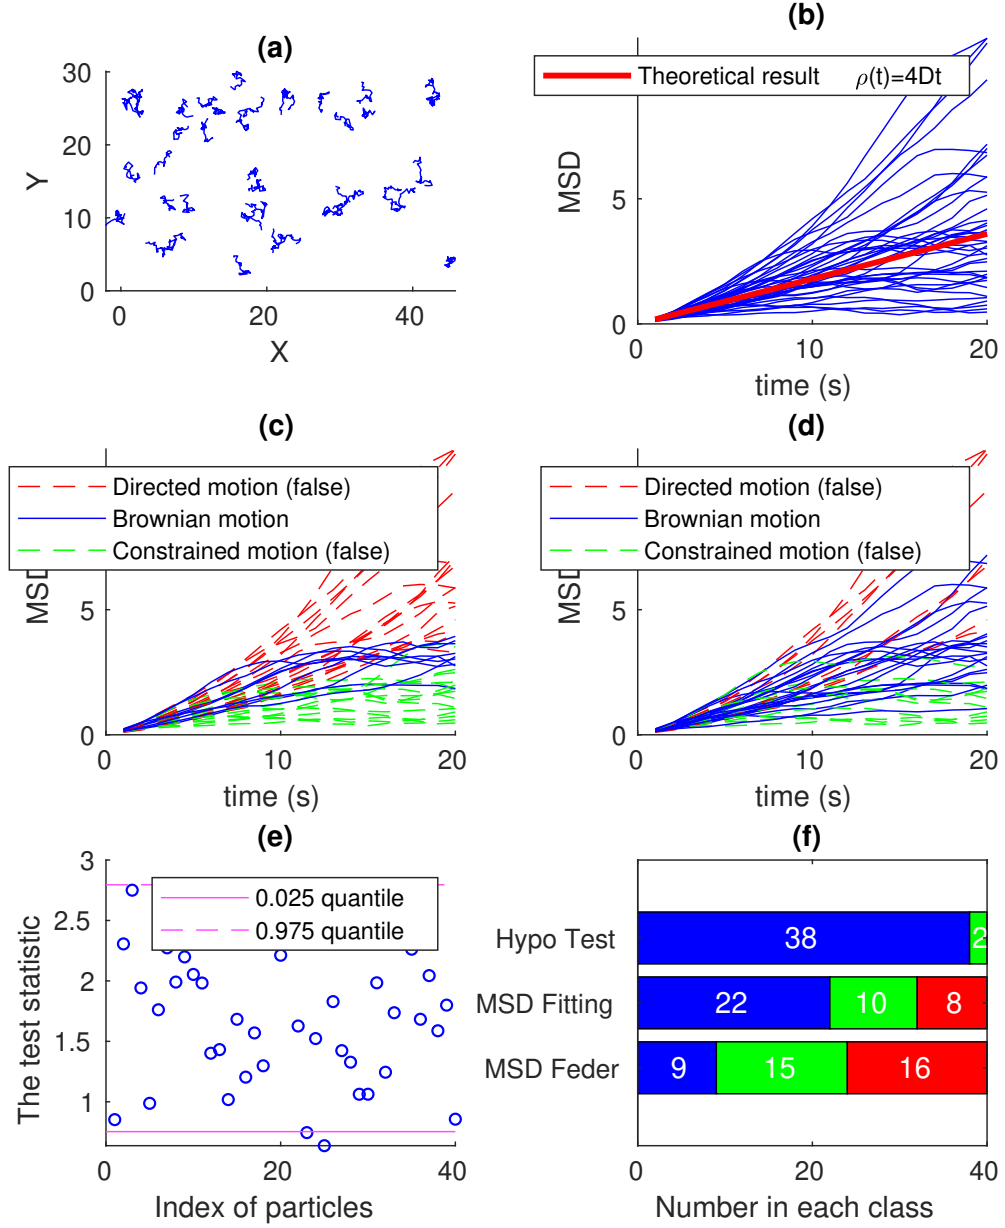 (a)
30
20
10
0
Y
0
20
40
X
(b)
Theoretical result ρ(t)=4Dt
MSD
5
0
0
10
20
time (s)
(c)
Directed motion (false)
Brownian motion
Constrained motion (false)
MSD
5
0
0
10
20
time (s)
(d)
Directed motion (false)
Brownian motion
Constrained motion (false)
MSD
5
0
0
10
20
time (s)
(e)
3
2.5
2
1.5
1
The test statistic
0.025 quantile
0.975 quantile
0
20
40
Index of particles
(f)
Hypo Test
38
2
MSD Fitting
22
10
8
MSD Feder
9
15
16
0
20
40
Number in each class